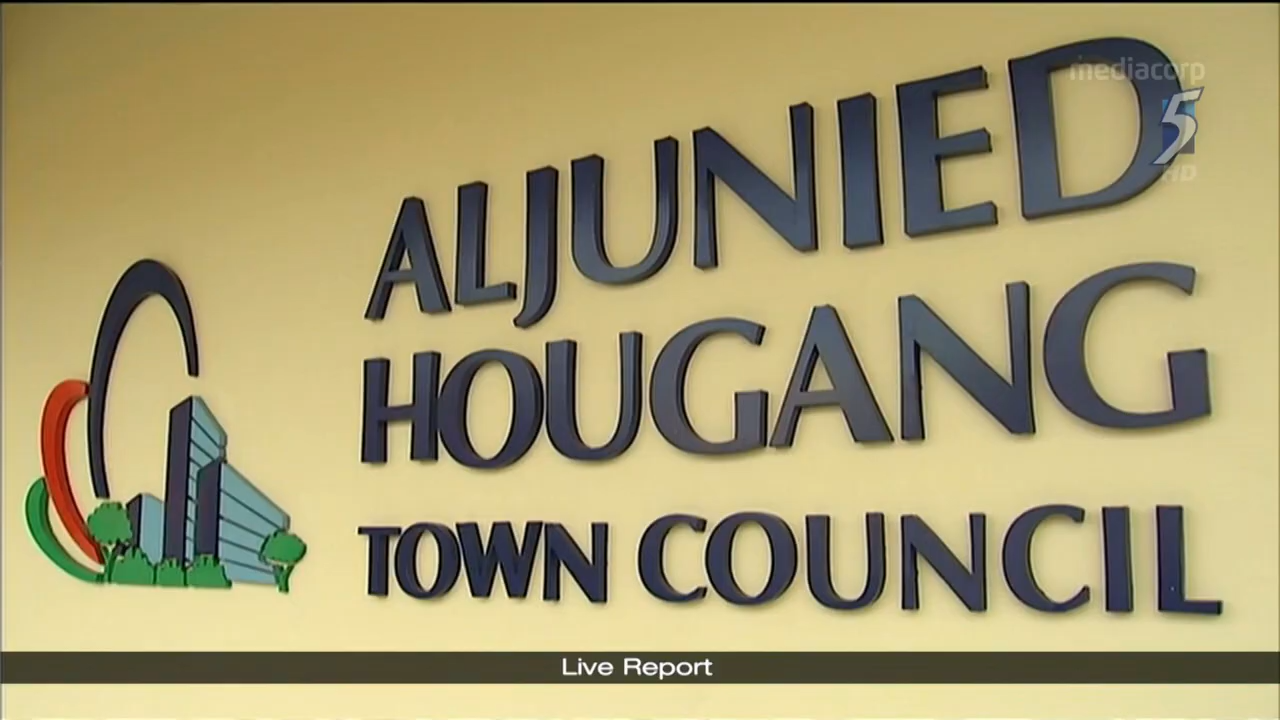 mediacorp
5
HD
ALJUNIED
HOUGANG
TOWN COUNCIL
Live Report